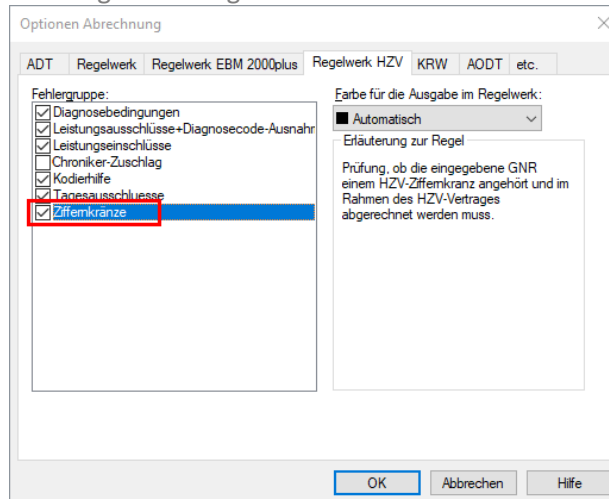 Optionen Abrechnung
ADT Regelwerk Regelwerk EBM 2000plus Regelwerk HZV KRW AODT etc.
Fehlergruppe:
Diagnosebedingungen
Leistungsausschlüsse+Diagnosecode-Ausnahr
Leistungseinschlüsse
Chroniker-Zuschlag
Kodierhilfe
Tagesausschluesse
Ziffernkränze
Farbe für die Ausgabe im Regelwerk:
Automatisch
Erläuterung zur Regel
Prüfung, ob die eingegebene GNR
einem HZV-Ziffernkranz angehört und im
Rahmen des HZV-Vertrages
abgerechnet werden muss.
OK Abbrechen Hilfe